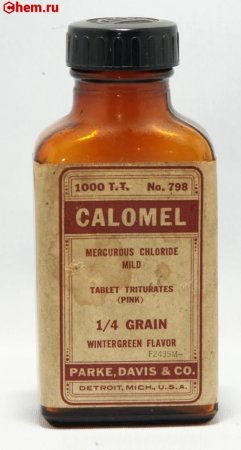 Chem.ru
1000 T.T. No. 798
CALOMEL
MERCUROUS CHLORIDE
MILD
TABLET TRITURATES
(PINK)
1/4 GRAIN
WINTERGREEN FLAVOR
PARKE, DAVIS & CO.
DETROIT, MICH., U.S.A.